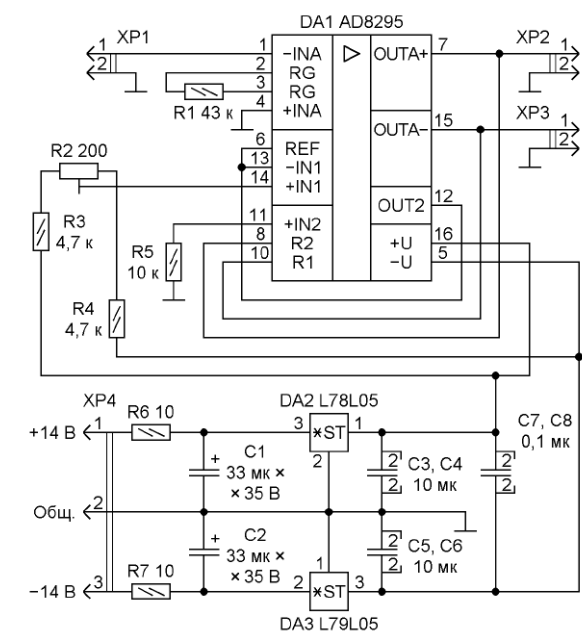 DA1 AD8295
XP1
1
2
1
2
3
4
−INA
RG
RG
+INA
R1 43 к
OUTA+
7
XP2
1
2
OUTA−
15
XP3
1
2
R2 200
6
13
14
REF
−IN1
+IN1
OUT2
12
R3
4,7 к
11
8
10
+IN2
R2
R1
+U
−U
16
5
R5
10 к
R4
4,7 к
XP4
+14 В
1
R6 10
DA2 L78L05
3
∗ST
1
2
+
C1
33 мк ×
× 35 В
2
2
C3, C4
10 мк
C7, C8
0,1 мк
2
2
Общ.
2
+
C2
33 мк ×
× 35 В
2
2
C5, C6
10 мк
−14 В
3
R7 10
1
2
∗ST
3
DA3 L79L05